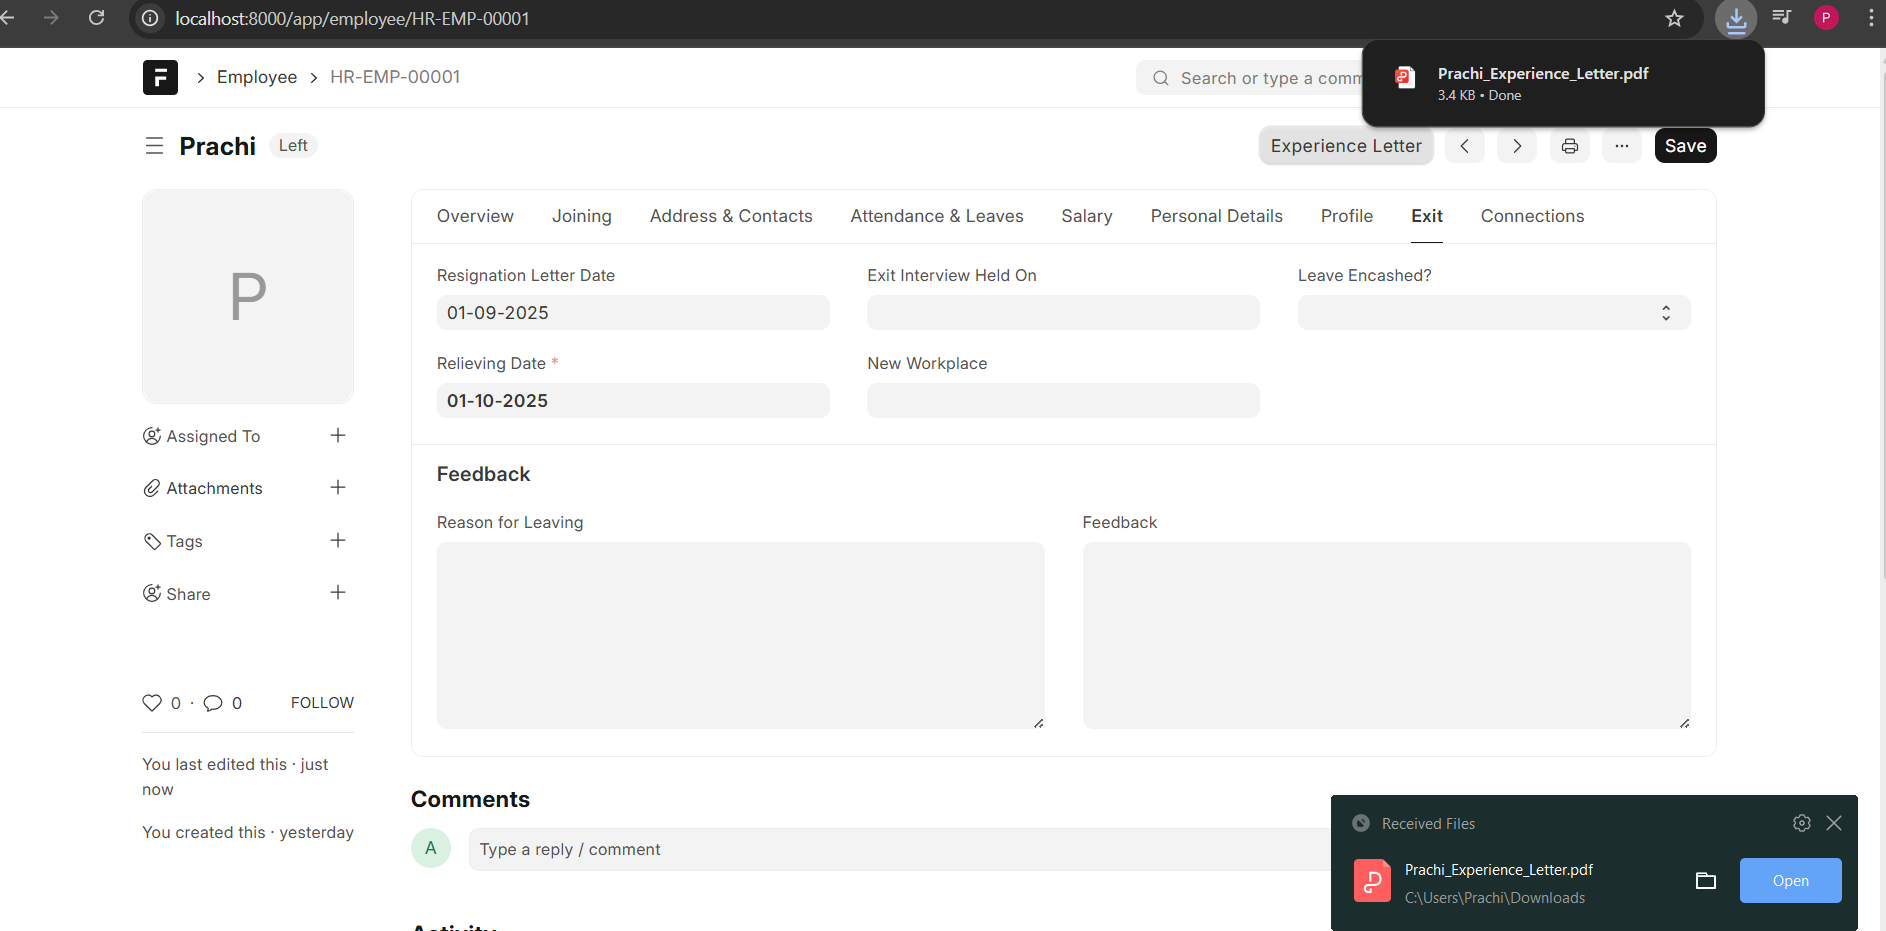 localhost:8000/app/employee/HR-EMP-00001
P
Prachi_Experience_Letter.pdf
3.4 KB • Done
F > Employee > HR-EMP-00001
Search or type a comm
Prachi Left
Experience Letter
Save
P
Overview Joining Address & Contacts Attendance & Leaves Salary Personal Details Profile Exit Connections
Resignation Letter Date Exit Interview Held On Leave Encashed?
01-09-2025
Relieving Date * New Workplace
01-10-2025
Assigned To +
Attachments +
Tags +
Share +
Feedback
Reason for Leaving Feedback
0 · 0 FOLLOW
You last edited this · just
now
You created this · yesterday
Comments
A Type a reply / comment
Activity
Received Files
Prachi_Experience_Letter.pdf
C:\Users\Prachi\Downloads
Open